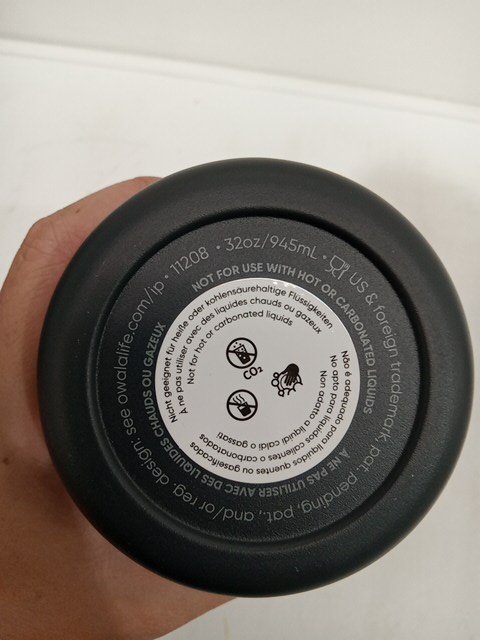 11208 • 32oz/945mL • US & foreign trademark, pat. pending, pat., and/or reg. design: see owalalife.com/ip •
NOT FOR USE WITH HOT OR CARBONATED LIQUIDS
À NE PAS UTILISER AVEC DES LIQUIDES CHAUDS OU GAZEUX
Nicht geeignet für heiße oder kohlensäurehaltige Flüssigkeiten
À ne pas utiliser avec des liquides chauds ou gazeux
Not for hot or carbonated liquids
CO₂
Não é adequado para líquidos quentes ou gaseificados
No apto para líquidos calientes o carbonatados
Non adatto a liquidi caldi o gassati